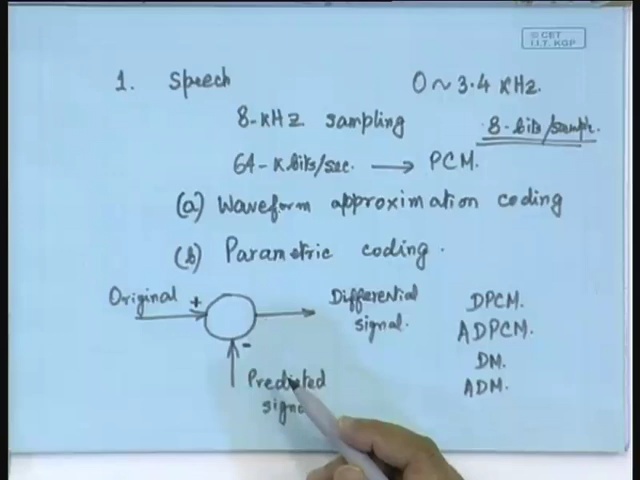 © CET
I.I.T. KGP
1. Speech 0 ~ 3.4 KHz.
8-KHz sampling 8-bits/sample.
64-Kbits/sec. → PCM.
(a) Waveform approximation coding
(b) Parametric coding.
Original + Differential signal. DPCM.
ADPCM.
- DM.
Predicted ADM.